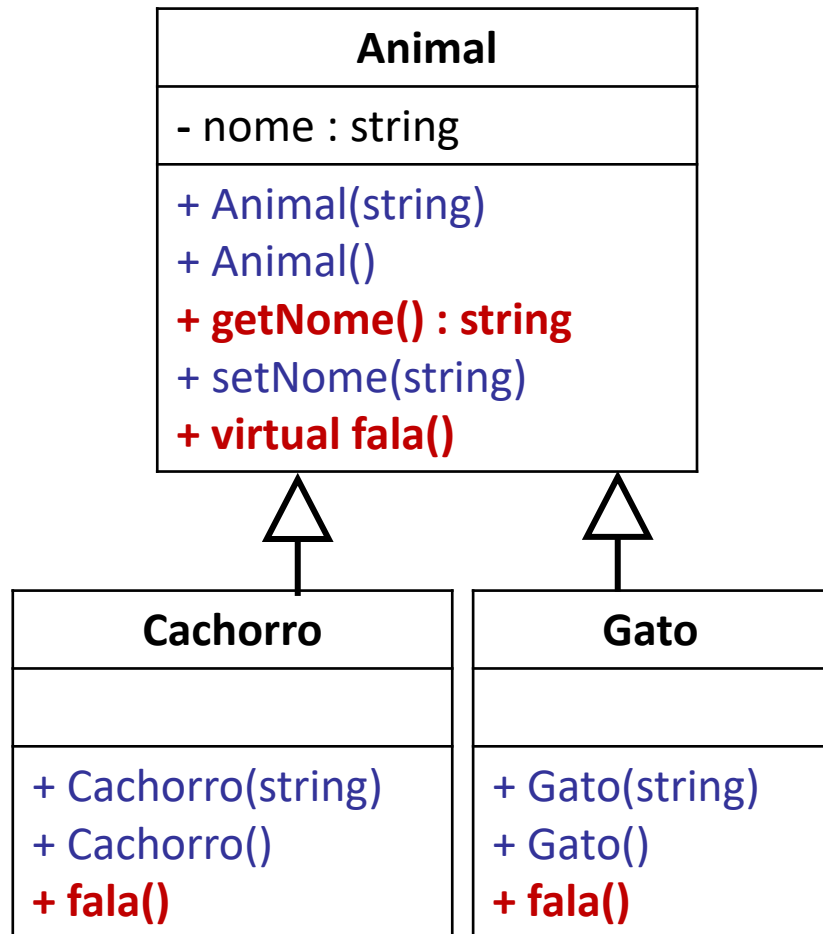 Animal
- nome : string
+ Animal(string)
+ Animal()
+ getNome() : string
+ setNome(string)
+ virtual fala()
Cachorro
+ Cachorro(string)
+ Cachorro()
+ fala()
Gato
+ Gato(string)
+ Gato()
+ fala()